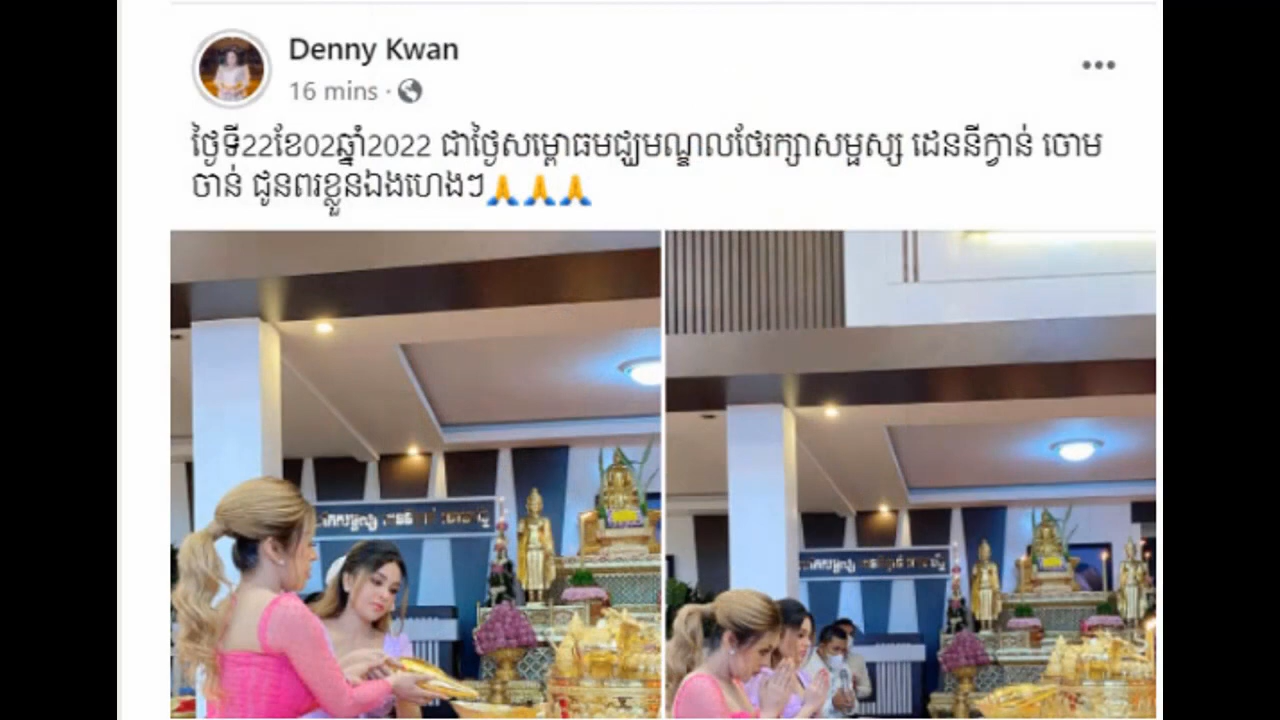 Denny Kwan
16 mins ·
ថ្ងៃទី22ខែ02ឆ្នាំ2022 ជាថ្ងៃសម្ពោធមជ្ឈមណ្ឌលថែរក្សាសម្ផស្ស ដេននីក្វាន់ ចោម
ចាន់ ជូនពរខ្លួនឯងហេងៗ🙏🙏🙏